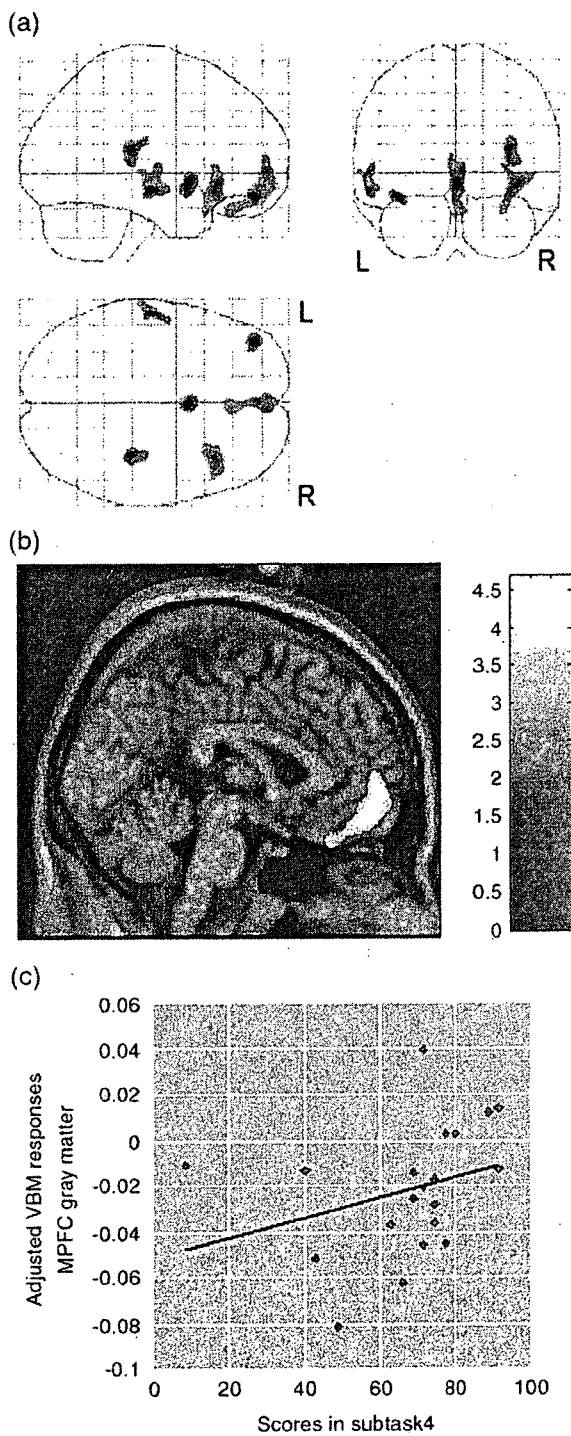 (a)
L R
L
R
(b)
4.5
4
3.5
3
2.5
2
1.5
1
0.5
0
(c)
0.06
0.04
0.02
0
-0.02
-0.04
-0.06
-0.08
-0.1
Adjusted VBM responses
MPFC gray matter
0 20 40 60 80 100
Scores in subtask4